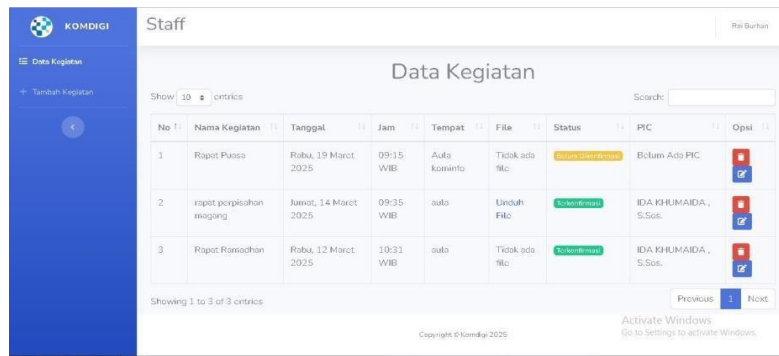 KOMDIGI
Staff
Rsi Burhan
Data Kegiatan
Tambah Kegiatan
Data Kegiatan
Show 10 entries
Search:
No Nama Kegiatan Tanggal Jam Tempat File Status PIC Opsi
1 Rapat Puasa Rabu, 19 Maret 2025 09:15 WIB Aula kominfo Tidak ada file Belum Dikonfirmasi Belum Ada PIC
2 rapat perpisahan magang Jumat, 14 Maret 2025 09:35 WIB aula Unduh File Terkonfirmasi IDA KHUMAIDA , S.Sos.
3 Rapat Ramadhan Rabu, 12 Maret 2025 10:31 WIB aula Tidak ada file Terkonfirmasi IDA KHUMAIDA , S.Sos.
Showing 1 to 3 of 3 entries
Previous 1 Next
Copyright © Komdigi 2025
Activate Windows
Go to Settings to activate Windows.